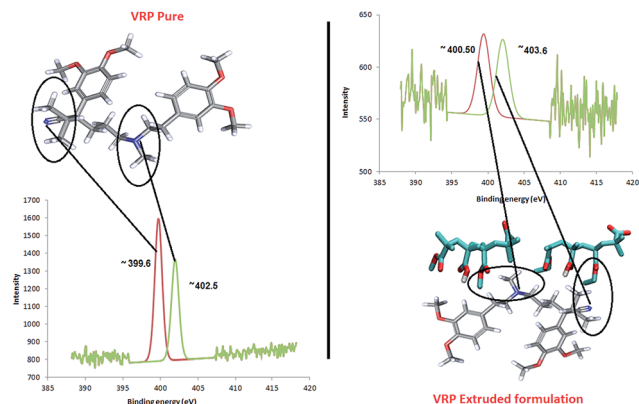 VRP Pure
1700
1600
1500
1400
1300
1200
1100
1000
900
800
700
Intensity
~399.6
~402.5
385 390 395 400 405 410 415 420
Binding energy (eV)
650
600
550
500
Intensity
~400.50
~403.6
385 390 395 400 405 410 415 420
Binding energy (eV)
VRP Extruded formulation